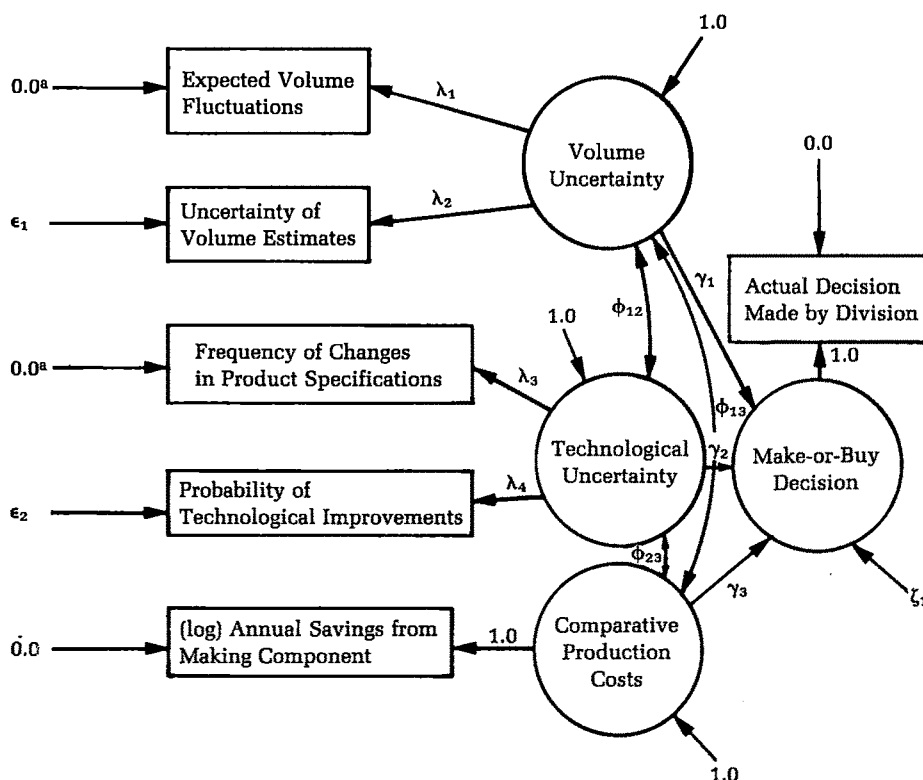 1.0
0.0ᵃ
Expected Volume
Fluctuations
λ₁
Volume
Uncertainty
0.0
ϵ₁
Uncertainty of
Volume Estimates
λ₂
γ₁
Actual Decision
Made by Division
ϕ₁₂
1.0
1.0
0.0ᵃ
Frequency of Changes
in Product Specifications
λ₃
ϕ₁₃
Technological
Uncertainty
γ₂
Make-or-Buy
Decision
ϵ₂
Probability of
Technological Improvements
λ₄
ϕ₂₃
γ₃
0.0
(log) Annual Savings from
Making Component
1.0
Comparative
Production
Costs
1.0